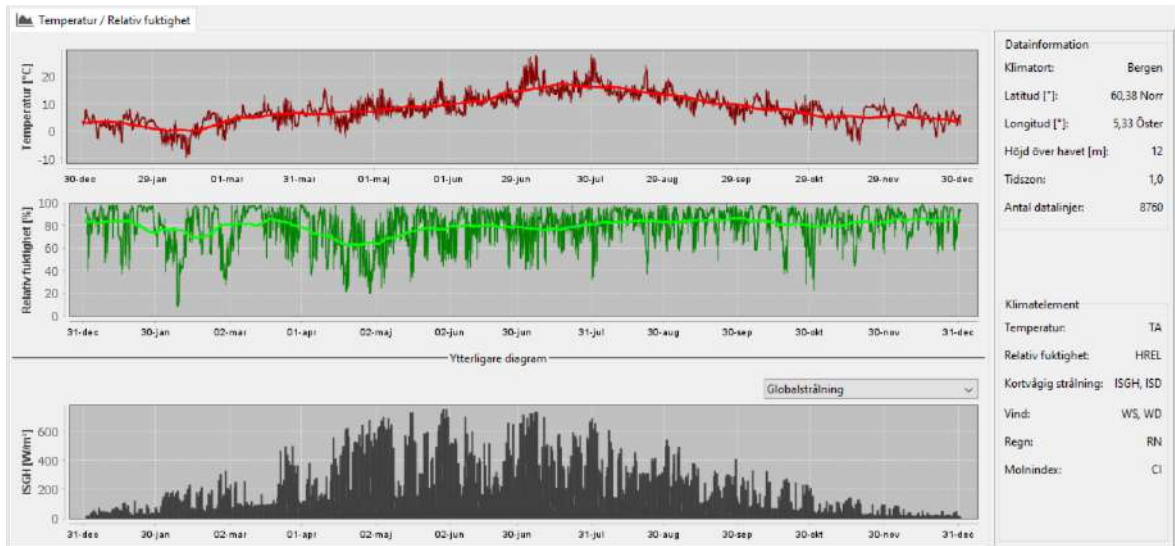 Temperatur / Relativ fuktighet
Temperatur [°C]
20
10
0
-10
30-dec 29-jan 01-mar 31-mar 01-maj 01-jun 29-jun 30-jul 29-aug 29-sep 29-okt 29-nov 30-dec
Relativ fuktighet [%]
100
80
60
40
20
0
31-dec 30-jan 02-mar 01-apr 02-maj 02-jun 30-jun 31-jul 30-aug 30-sep 30-okt 30-nov 31-dec
Ytterligare diagram
Globalstrålning
ISGH [W/m²]
600
400
200
0
31-dec 30-jan 02-mar 01-apr 02-maj 02-jun 30-jun 31-jul 30-aug 30-sep 30-okt 30-nov 31-dec
Datainformation
Klimatort: Bergen
Latitud [°]: 60,38 Norr
Longitud [°]: 5,33 Öster
Höjd över havet [m]: 12
Tidszon: 1,0
Antal datalinjer: 8760
Klimatelement
Temperatur: TA
Relativ fuktighet: HREL
Kortvågig strålning: ISGH, ISD
Vind: WS, WD
Regn: RN
Molnindex: CI